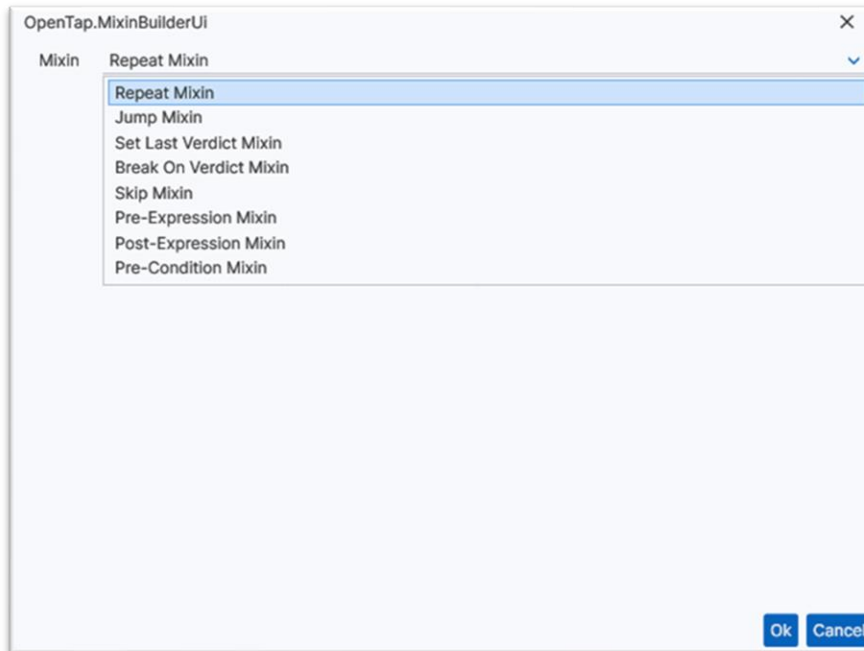 OpenTap.MixinBuilderUi
Mixin Repeat Mixin
Repeat Mixin
Jump Mixin
Set Last Verdict Mixin
Break On Verdict Mixin
Skip Mixin
Pre-Expression Mixin
Post-Expression Mixin
Pre-Condition Mixin
Ok Cancel